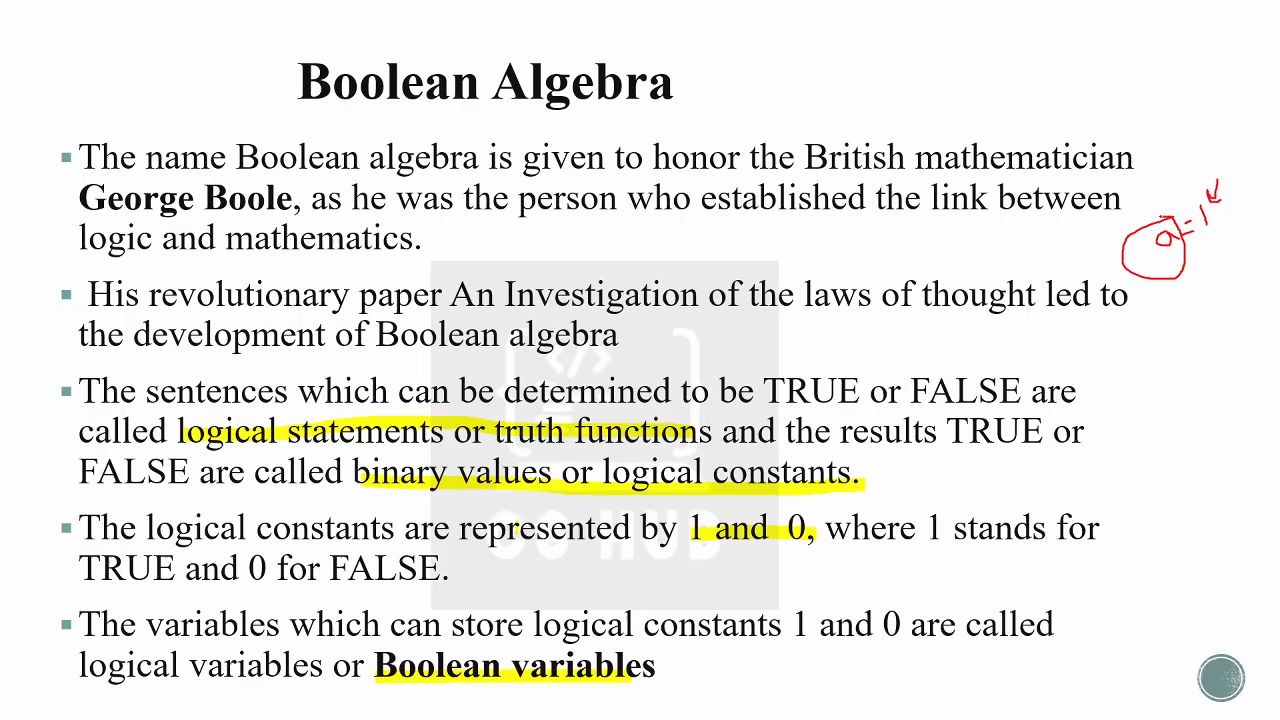 Boolean Algebra
The name Boolean algebra is given to honor the British mathematician
George Boole, as he was the person who established the link between
logic and mathematics.
a = 1
His revolutionary paper An Investigation of the laws of thought led to
the development of Boolean algebra
The sentences which can be determined to be TRUE or FALSE are
called logical statements or truth functions and the results TRUE or
FALSE are called binary values or logical constants.
The logical constants are represented by 1 and 0, where 1 stands for
TRUE and 0 for FALSE.
The variables which can store logical constants 1 and 0 are called
logical variables or Boolean variables